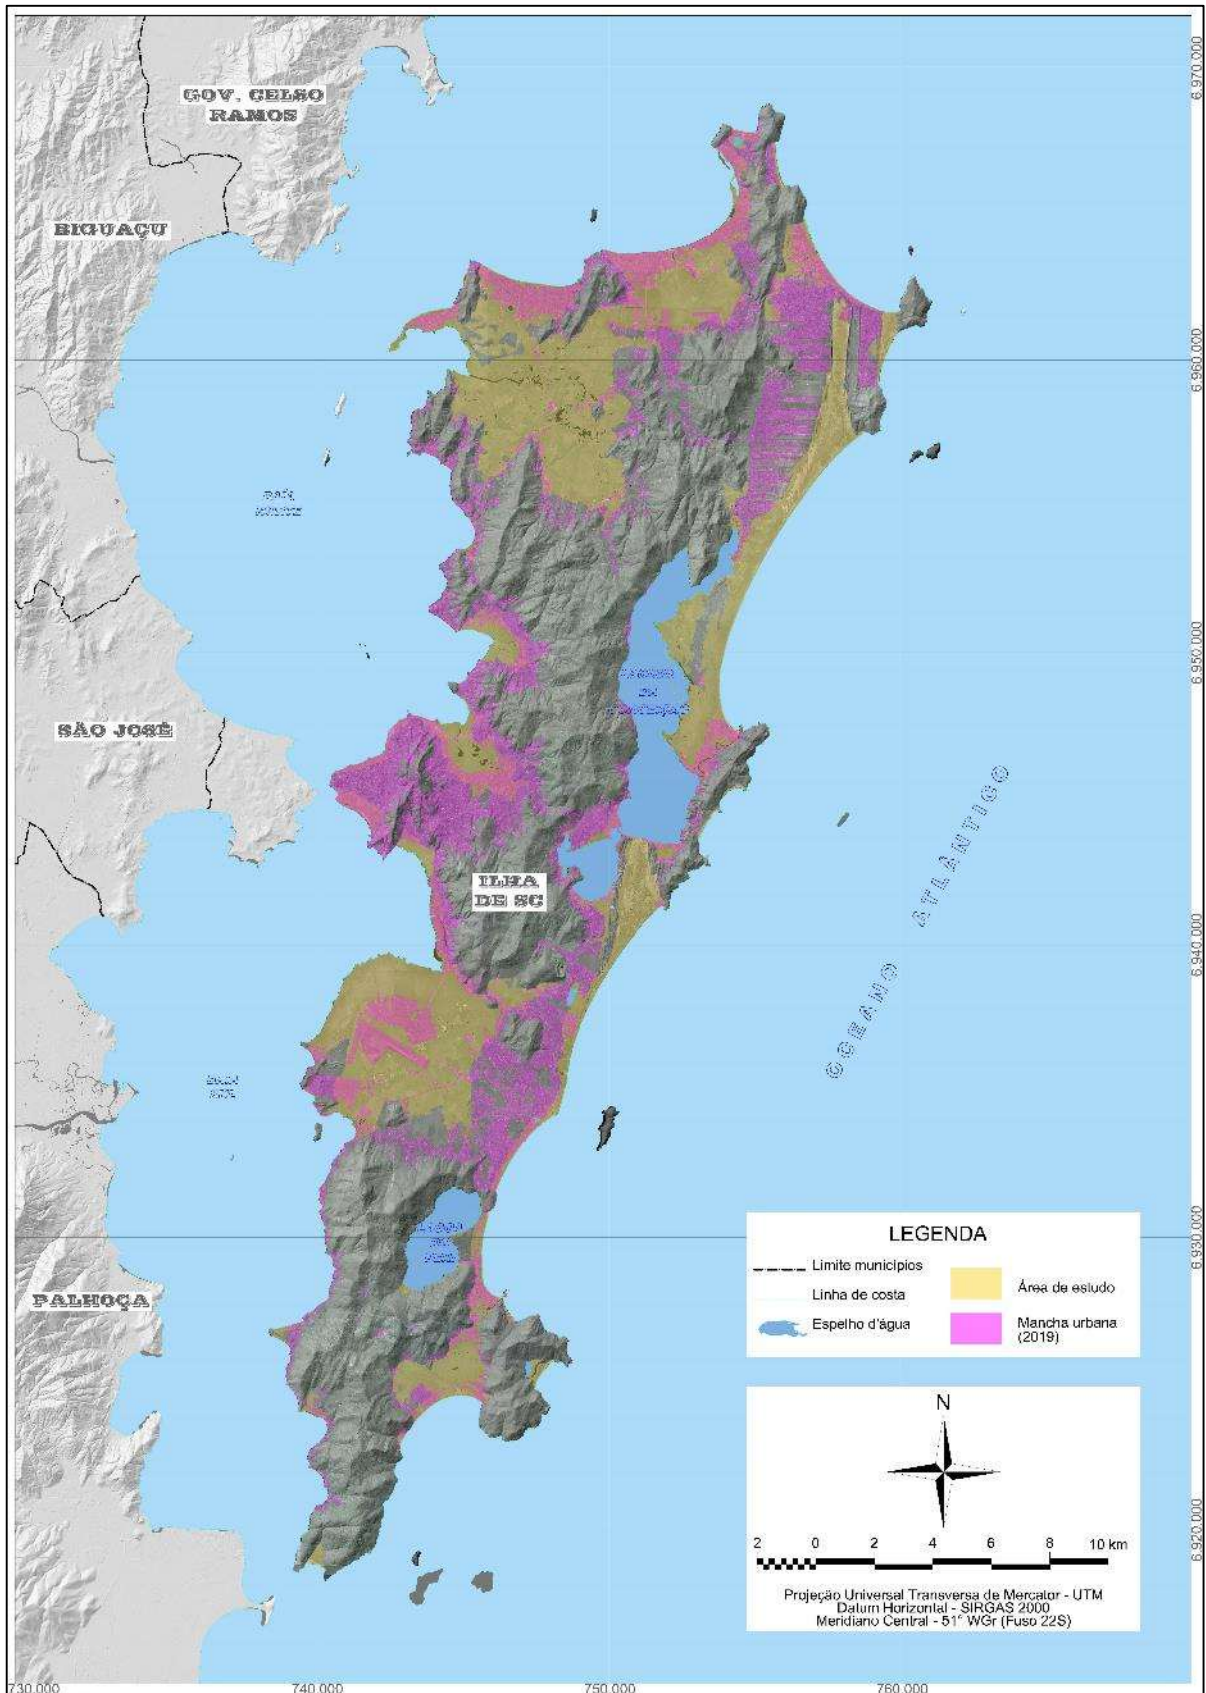 GOV. CELSO
RAMOS
BIGUAÇU
SÃO JOSÉ
ILHA
DE SC
PALHOÇA
OCEANO ATLÂNTICO
6.970.000
6.960.000
6.950.000
6.940.000
6.930.000
6.920.000
730.000
740.000
750.000
760.000
LEGENDA
Limite municípios
Linha de costa
Espelho d'água
Área de estudo
Mancha urbana
(2019)
N
2 0 2 4 6 8 10 km
Projeção Universal Transversa de Mercator - UTM
Datum Horizontal - SIRGAS 2000
Meridiano Central - 51° WGr (Fuso 22S)